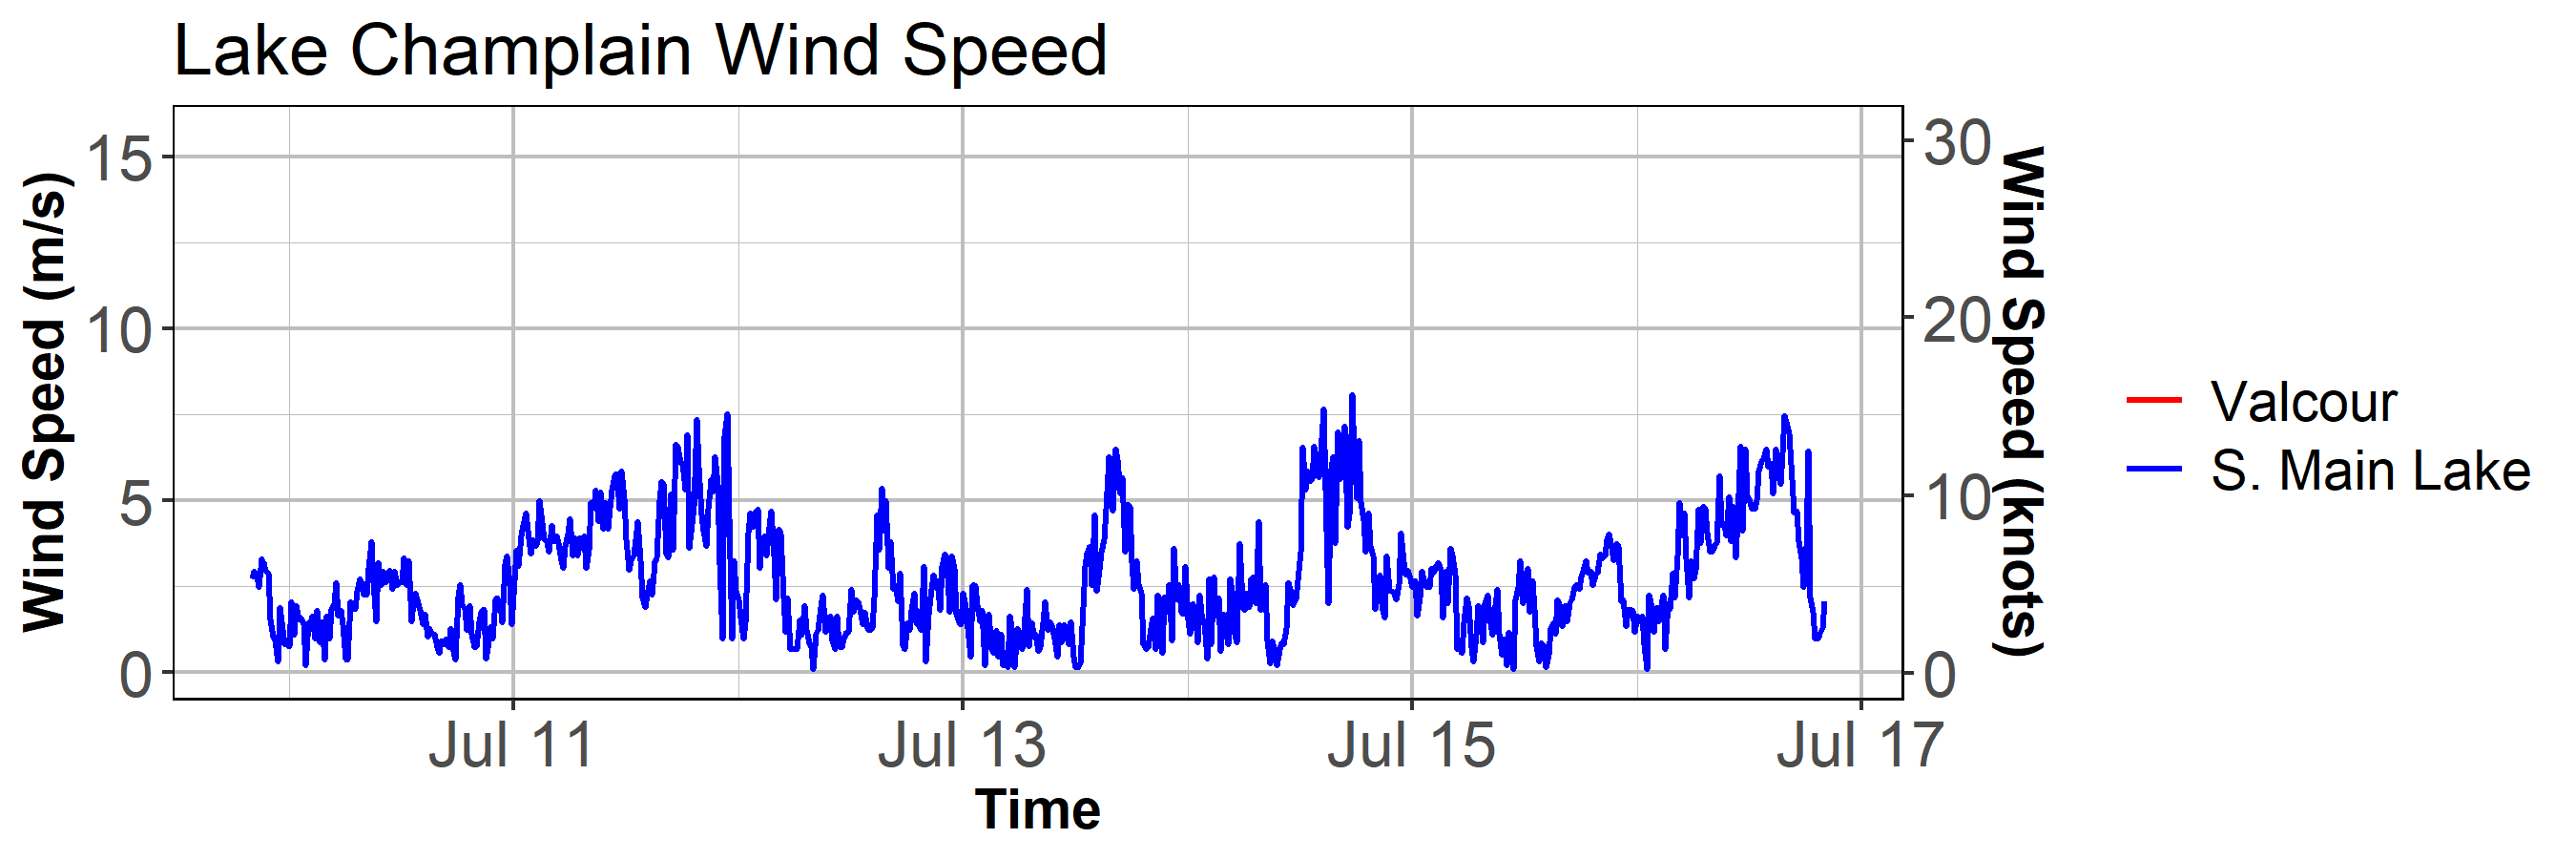 Lake Champlain Wind Speed
Wind Speed (m/s)
15
10
5
0
30
20
10
0
Wind Speed (knots)
Jul 11
Jul 13
Jul 15
Jul 17
Time
Valcour
S. Main Lake